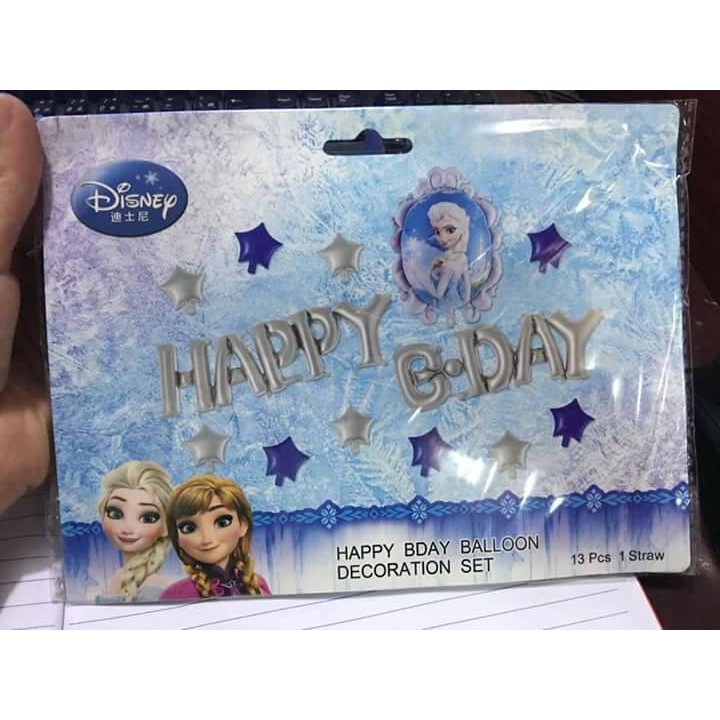 DISNEY
迪士尼
HAPPY B·DAY
HAPPY BDAY BALLOON
DECORATION SET
13 Pcs 1 Straw